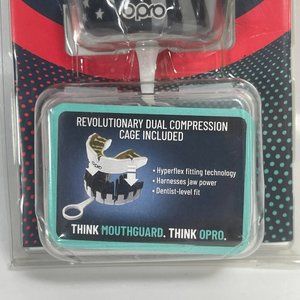 opro
REVOLUTIONARY DUAL COMPRESSION
CAGE INCLUDED
• Hyperflex fitting technology
• Harnesses jaw power
• Dentist-level fit
THINK MOUTHGUARD. THINK OPRO.